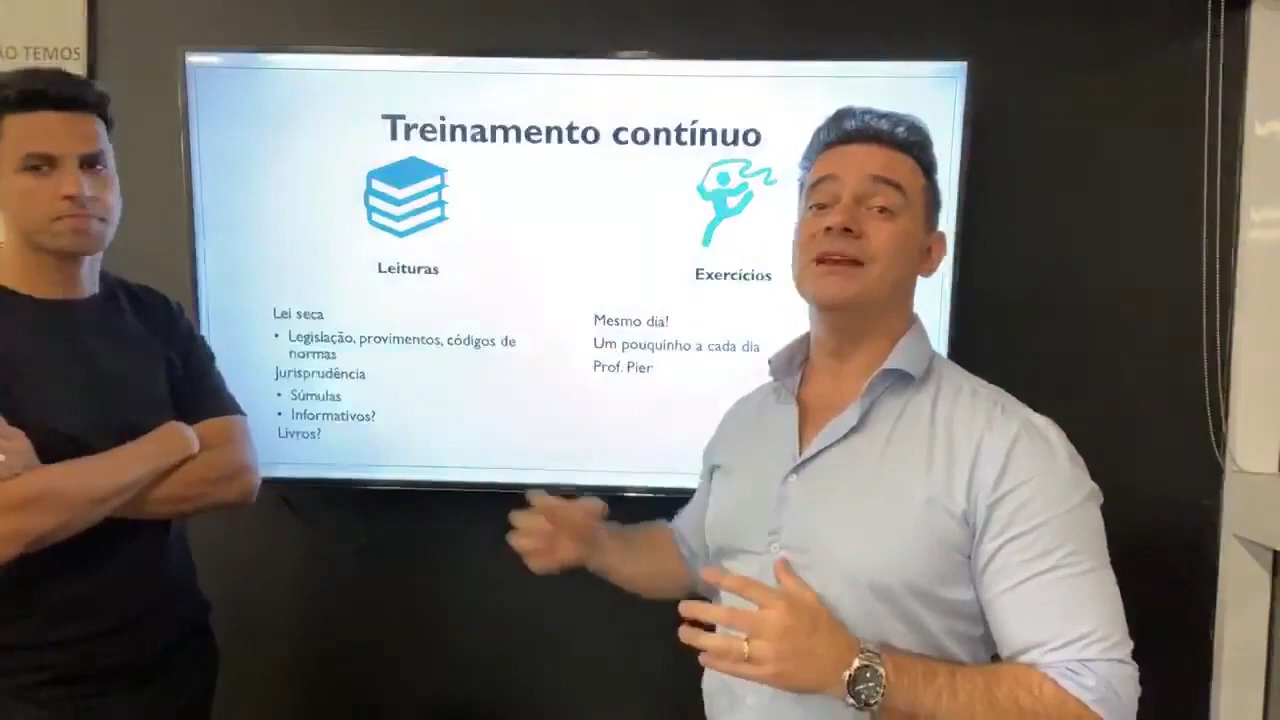 ÃO TEMOS
Treinamento contínuo
Leituras
Lei seca
• Legislação, provimentos, códigos de
normas
Jurisprudência
• Súmulas
• Informativos?
Livros?
Exercícios
Mesmo dia!
Um pouquinho a cada dia
Prof. Pier